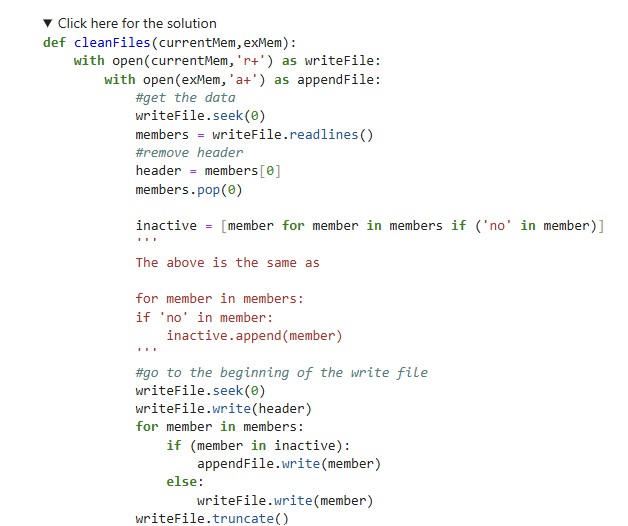 ▼ Click here for the solution
def cleanFiles(currentMem,exMem):
    with open(currentMem,'r+') as writeFile:
        with open(exMem,'a+') as appendFile:
            #get the data
            writeFile.seek(0)
            members = writeFile.readlines()
            #remove header
            header = members[0]
            members.pop(0)

            inactive = [member for member in members if ('no' in member)]
            '''
            The above is the same as

            for member in members:
            if 'no' in member:
                inactive.append(member)
            '''
            #go to the beginning of the write file
            writeFile.seek(0)
            writeFile.write(header)
            for member in members:
                if (member in inactive):
                    appendFile.write(member)
                else:
                    writeFile.write(member)
            writeFile.truncate()